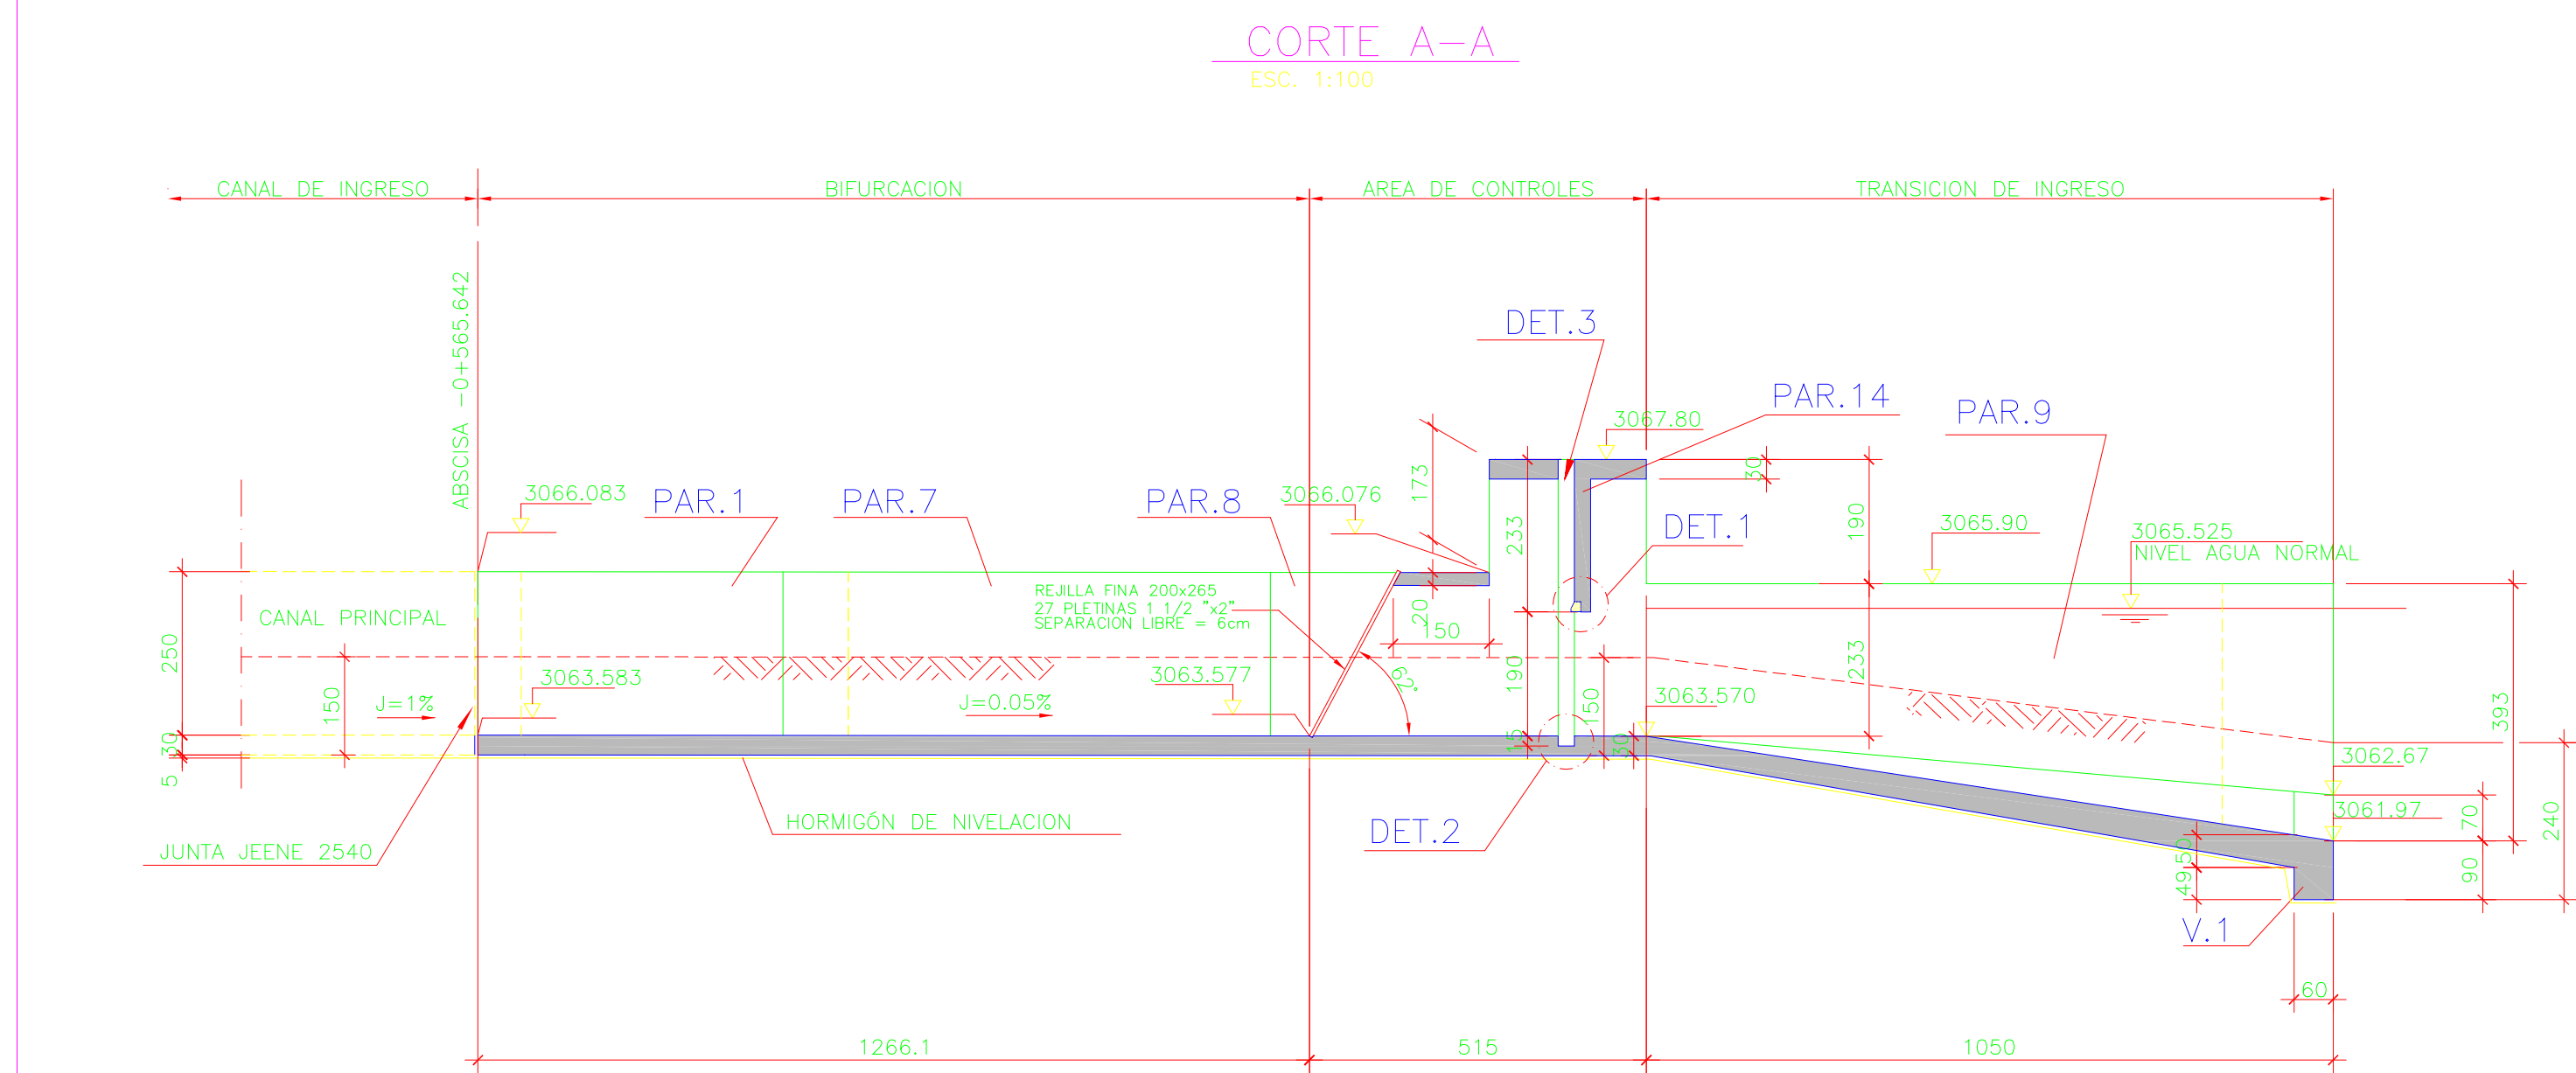 CORTE A-A
ESC. 1:100
CANAL DE INGRESO
BIFURCACION
AREA DE CONTROLES
TRANSICION DE INGRESO
ABSCISA -0+565.642
DET.3
PAR.14
PAR.9
3067.80
30
173
3066.083
PAR.1
PAR.7
PAR.8
3066.076
233
DET.1
190
3065.90
3065.525
NIVEL AGUA NORMAL
CANAL PRINCIPAL
REJILLA FINA 200x265
27 PLETINAS 1 1/2 "x2"
SEPARACION LIBRE = 6cm
20
150
250
150
J=1%
3063.583
J=0.05%
3063.577
62°
190
150
3063.570
233
393
30
5
15
30
3062.67
3061.97
70
240
HORMIGÓN DE NIVELACION
DET.2
JUNTA JEENE 2540
50
49
90
V.1
60
1266.1
515
1050